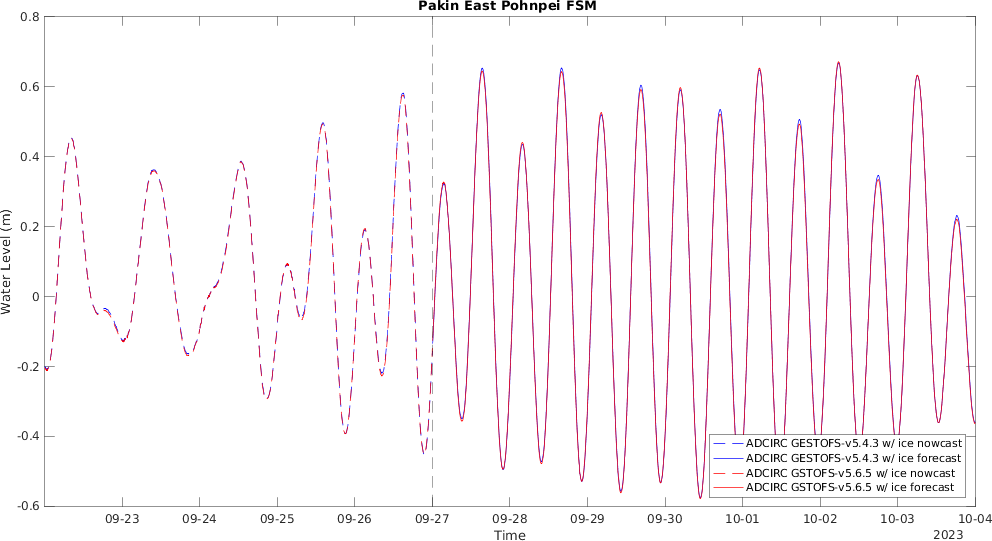 Pakin East Pohnpei FSM
Water Level (m)
0.8
0.6
0.4
0.2
0
-0.2
-0.4
-0.6
09-23 09-24 09-25 09-26 09-27 09-28 09-29 09-30 10-01 10-02 10-03 10-04
Time
2023
ADCIRC GESTOFS-v5.4.3 w/ ice nowcast
ADCIRC GESTOFS-v5.4.3 w/ ice forecast
ADCIRC GSTOFS-v5.6.5 w/ ice nowcast
ADCIRC GSTOFS-v5.6.5 w/ ice forecast